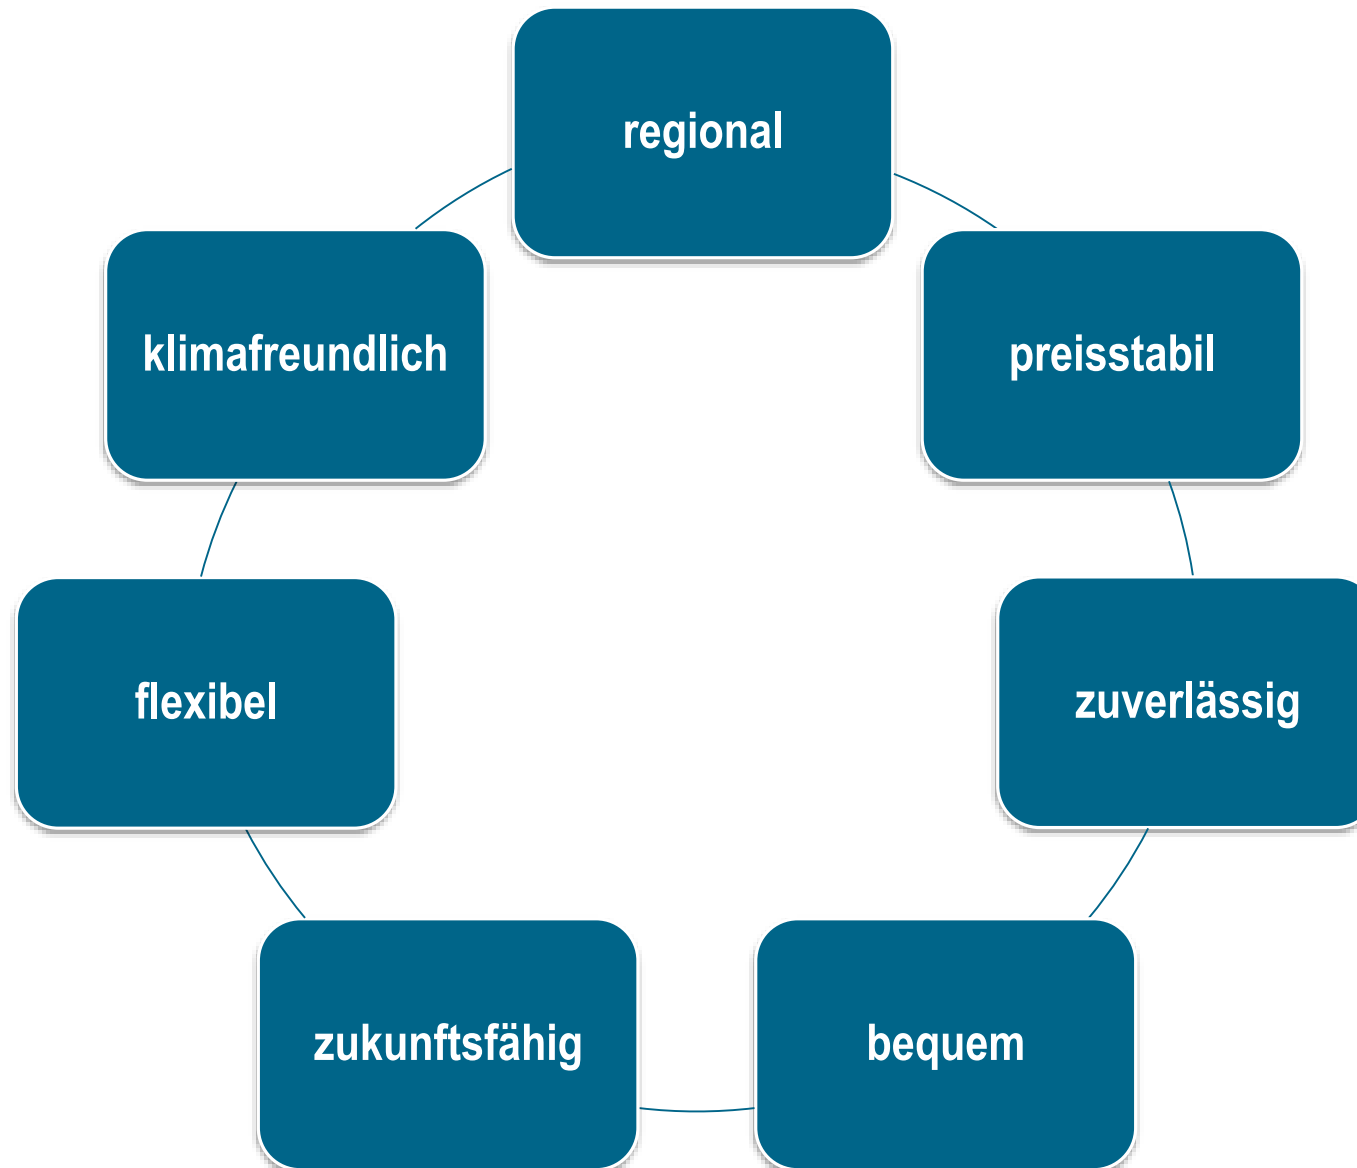 regional
preisstabil
zuverlässig
bequem
zukunftsfähig
flexibel
klimafreundlich